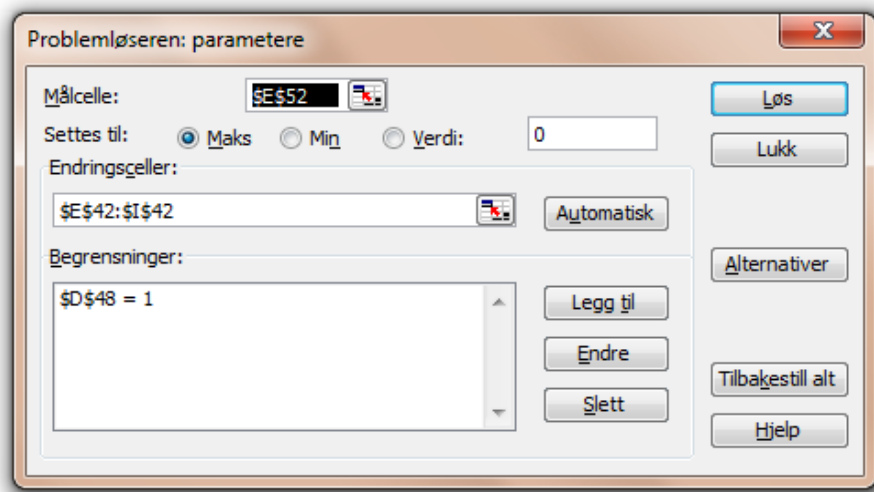 Problemløseren: parametere
Målcelle: $E$52 Løs
Settes til: Maks Min Verdi: 0 Lukk
Endringsceller:
$E$42:$I$42 Automatisk
Begrensninger: Alternativer
$D$48 = 1 Legg til
Endre
Tilbakestill alt
Slett
Hjelp